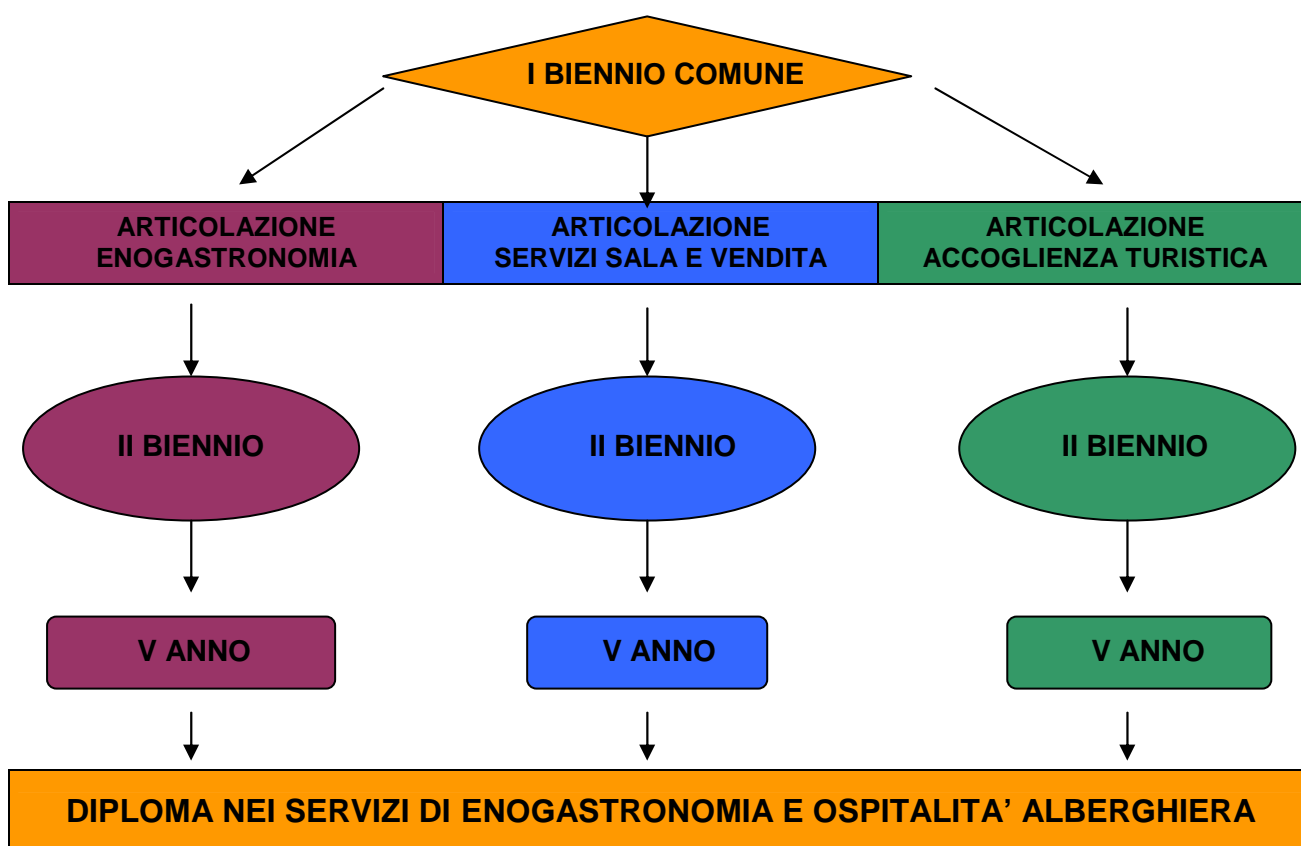 I BIENNIO COMUNE
ARTICOLAZIONE
ENOGASTRONOMIA
ARTICOLAZIONE
SERVIZI SALA E VENDITA
ARTICOLAZIONE
ACCOGLIENZA TURISTICA
II BIENNIO
II BIENNIO
II BIENNIO
V ANNO
V ANNO
V ANNO
DIPLOMA NEI SERVIZI DI ENOGASTRONOMIA E OSPITALITA’ ALBERGHIERA